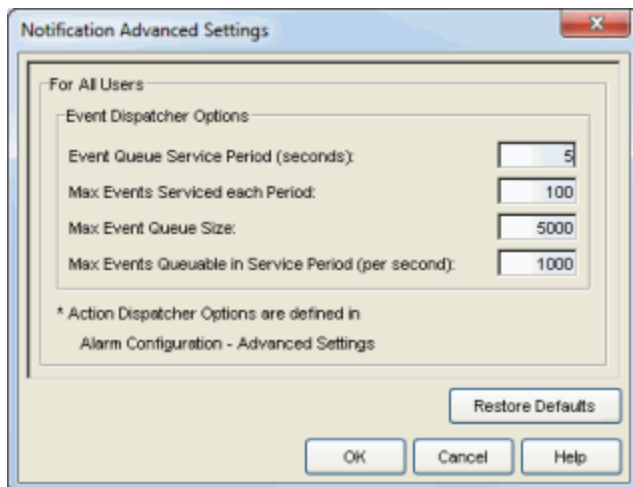 Notification Advanced Settings
For All Users
Event Dispatcher Options
Event Queue Service Period (seconds): 5
Max Events Serviced each Period: 100
Max Event Queue Size: 5000
Max Events Queuable in Service Period (per second): 1000
* Action Dispatcher Options are defined in
Alarm Configuration - Advanced Settings
Restore Defaults
OK Cancel Help